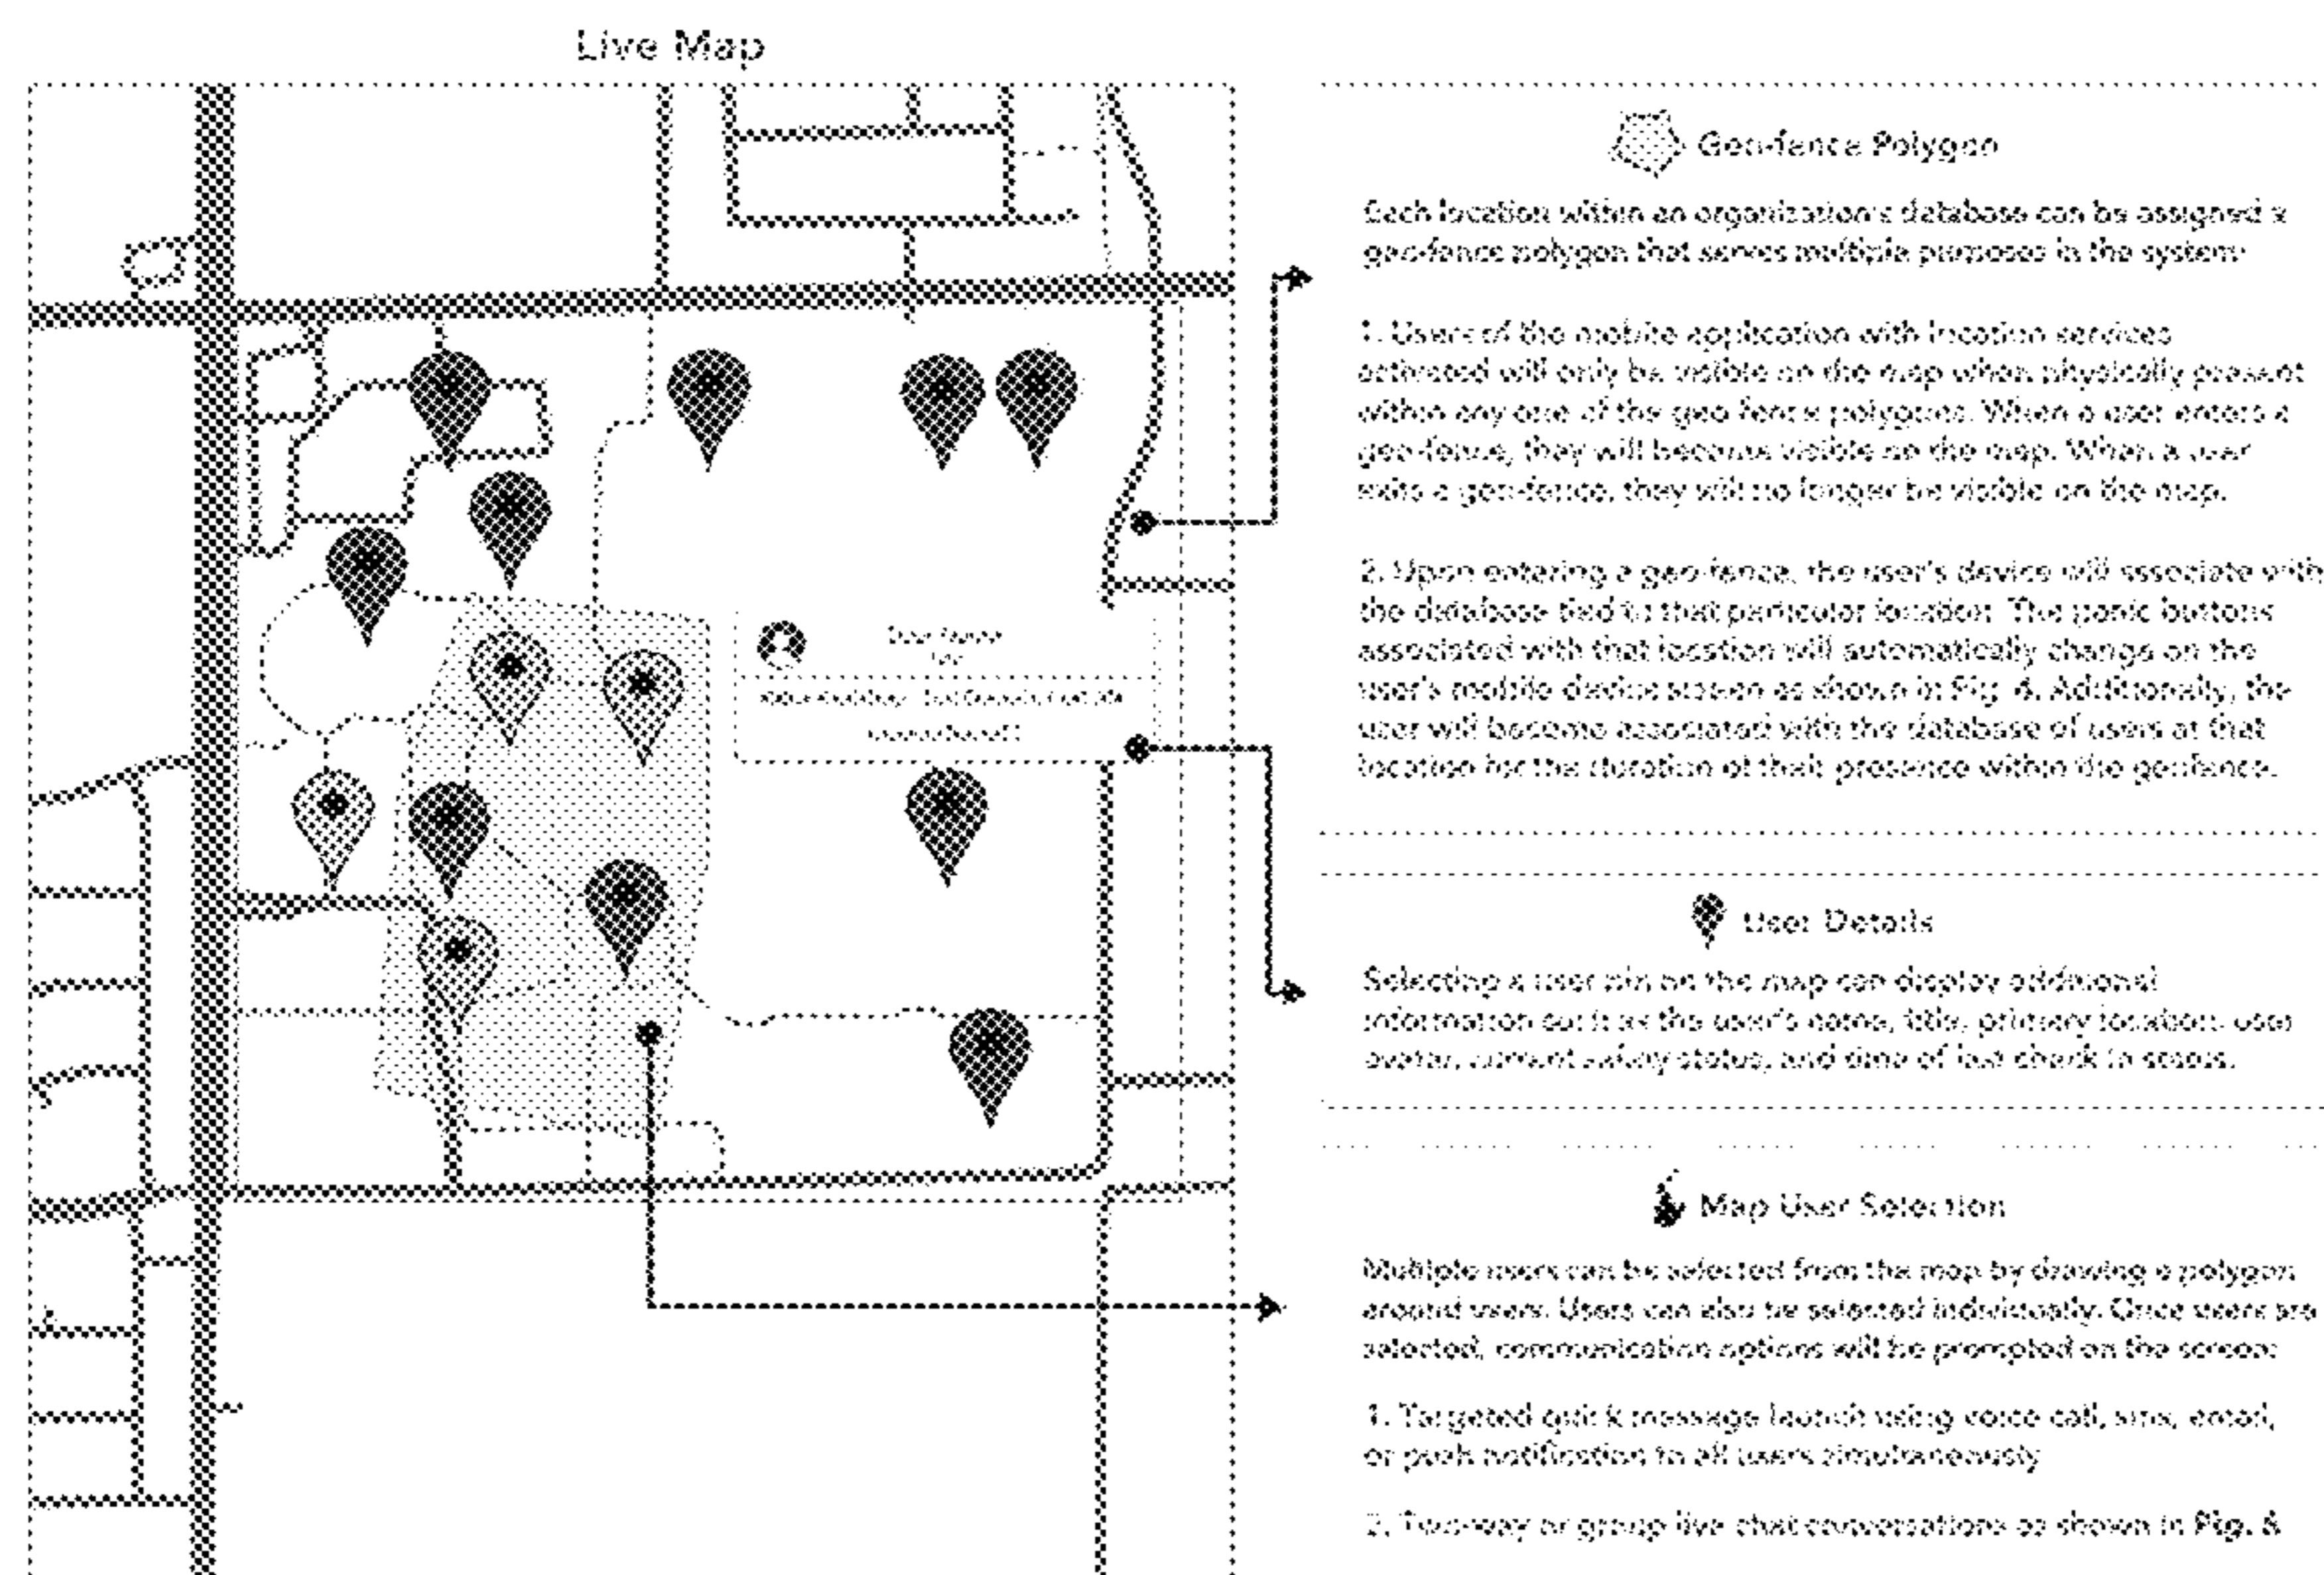 Live Map
Geo-fence Polygon
Each location within an organization's database can be assigned a
geo-fence polygon that serves multiple purposes in the system:
1. Users of the mobile application with location services
activated will only be visible on the map when physically present
within any one of the geo-fence polygons. When a user enters a
geo-fence, they will become visible on the map. When a user
exits a geo-fence, they will no longer be visible on the map.
2. Upon entering a geo-fence, the user's device will associate with
the database tied to that particular location. The panic buttons
associated with that location will automatically change on the
user's mobile device screen as shown in Fig. Additionally, the
user will become associated with the database of users at that
location for the duration of their presence within the geofence.
User Name
Title
User Details
Selecting a user pin on the map can display additional
information such as the user's name, title, primary location, user
avatar, current safety status, and time of last check in status.
Map User Selection
Multiple users can be selected from the map by drawing a polygon
around users. Users can also be selected individually. Once users are
selected, communication options will be prompted on the screen:
1. Targeted quick message launch using voice call, sms, email,
or push notification to all users simultaneously
2. Two-way or group live chat conversations as shown in Fig.